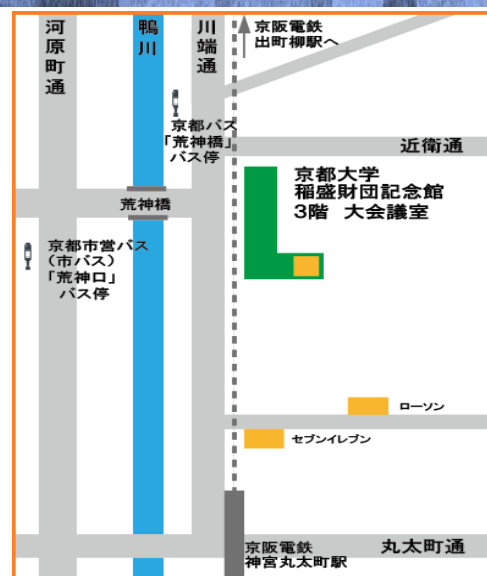 河原町通
鴨川
川端通
京阪電鉄
出町柳駅へ
京都バス
「荒神橋」
バス停
近衛通
京都大学
稲盛財団記念館
3階 大会議室
荒神橋
京都市営バス
(市バス)
「荒神口」
バス停
ローソン
セブンイレブン
京阪電鉄
神宮丸太町駅
丸太町通